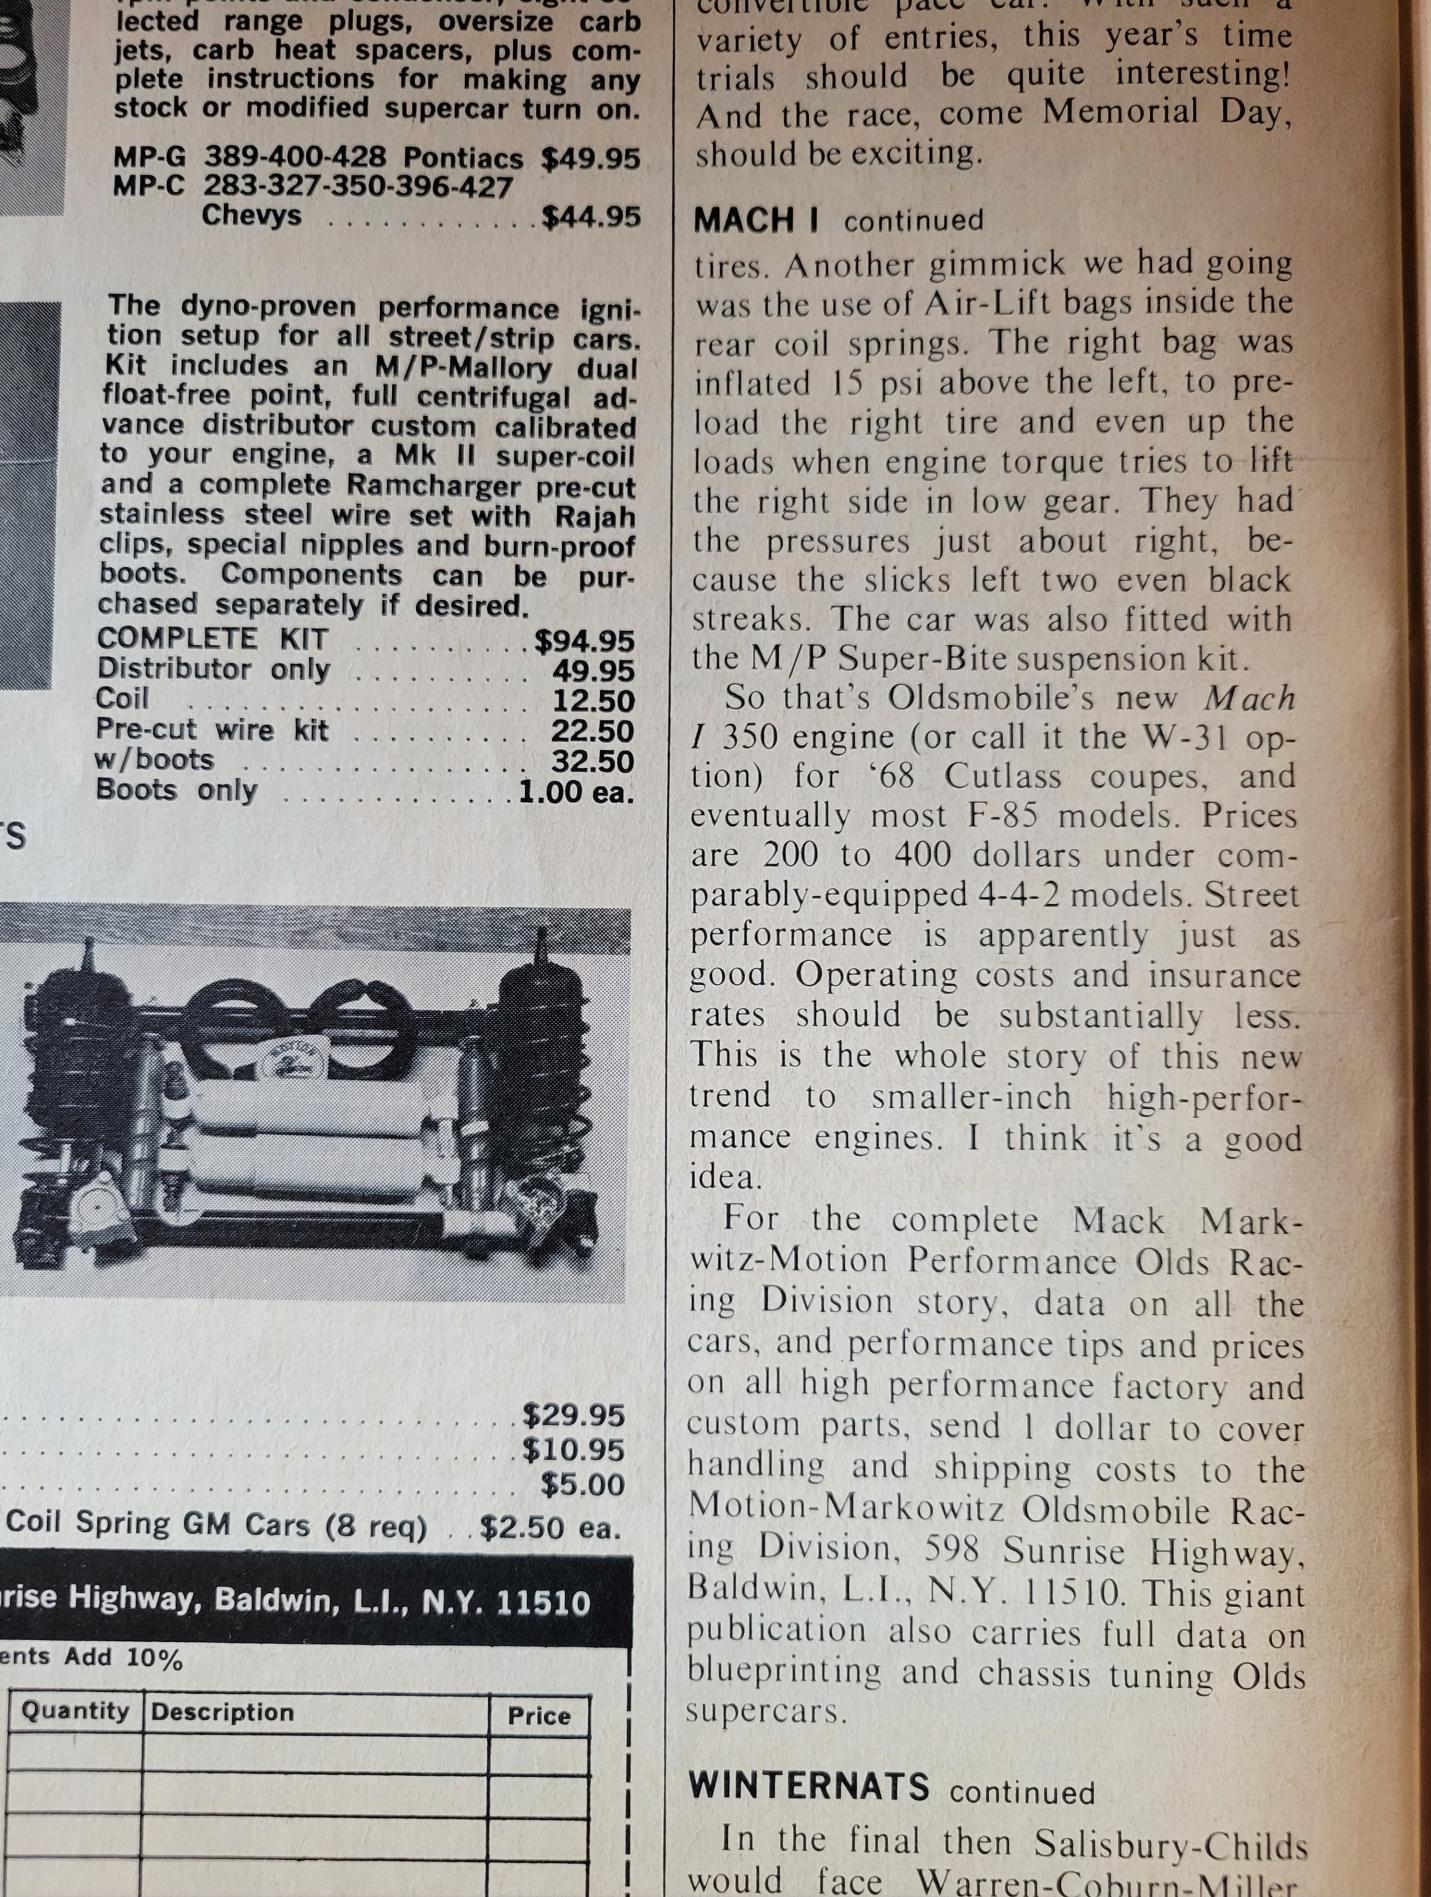 lected range plugs, oversize carb
jets, carb heat spacers, plus com-
plete instructions for making any
stock or modified supercar turn on.
MP-G 389-400-428 Pontiacs $49.95
MP-C 283-327-350-396-427
Chevys . . . . . . . . . . . . $44.95
The dyno-proven performance igni-
tion setup for all street/strip cars.
Kit includes an M/P-Mallory dual
float-free point, full centrifugal ad-
vance distributor custom calibrated
to your engine, a Mk II super-coil
and a complete Ramcharger pre-cut
stainless steel wire set with Rajah
clips, special nipples and burn-proof
boots. Components can be pur-
chased separately if desired.
COMPLETE KIT . . . . . . . . . . $94.95
Distributor only . . . . . . . . . . 49.95
Coil . . . . . . . . . . . . . . . . . . . 12.50
Pre-cut wire kit . . . . . . . . . . 22.50
w/boots . . . . . . . . . . . . . . . . 32.50
Boots only . . . . . . . . . . . . . 1.00 ea.
TS
MOTION
$29.95
$10.95
$5.00
Coil Spring GM Cars (8 req) . . $2.50 ea.
rise Highway, Baldwin, L.I., N.Y. 11510
ents Add 10%
Quantity Description Price
convertible pace car. With such a
variety of entries, this year's time
trials should be quite interesting!
And the race, come Memorial Day,
should be exciting.
MACH I continued
tires. Another gimmick we had going
was the use of Air-Lift bags inside the
rear coil springs. The right bag was
inflated 15 psi above the left, to pre-
load the right tire and even up the
loads when engine torque tries to lift
the right side in low gear. They had
the pressures just about right, be-
cause the slicks left two even black
streaks. The car was also fitted with
the M/P Super-Bite suspension kit.
So that's Oldsmobile's new Mach
I 350 engine (or call it the W-31 op-
tion) for ‘68 Cutlass coupes, and
eventually most F-85 models. Prices
are 200 to 400 dollars under com-
parably-equipped 4-4-2 models. Street
performance is apparently just as
good. Operating costs and insurance
rates should be substantially less.
This is the whole story of this new
trend to smaller-inch high-perfor-
mance engines. I think it's a good
idea.
For the complete Mack Mark-
witz-Motion Performance Olds Rac-
ing Division story, data on all the
cars, and performance tips and prices
on all high performance factory and
custom parts, send 1 dollar to cover
handling and shipping costs to the
Motion-Markowitz Oldsmobile Rac-
ing Division, 598 Sunrise Highway,
Baldwin, L.I., N.Y. 11510. This giant
publication also carries full data on
blueprinting and chassis tuning Olds
supercars.
WINTERNATS continued
In the final then Salisbury-Childs
would face Warren-Coburn-Miller